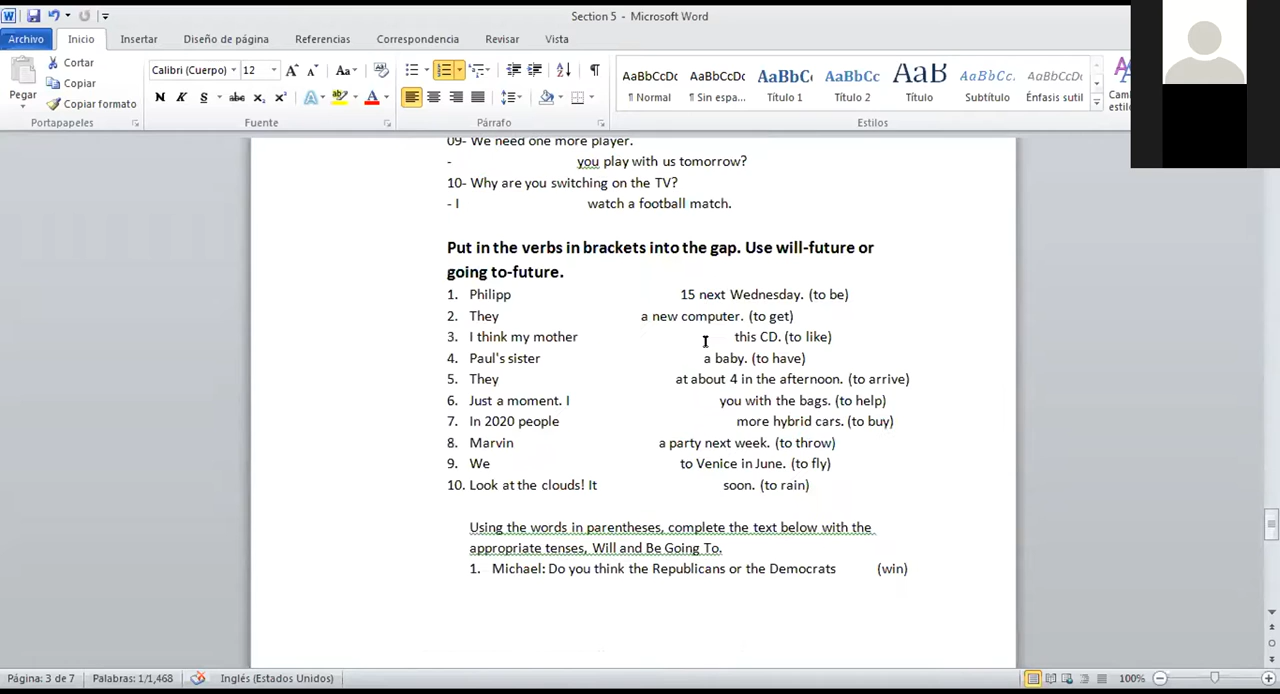 Section 5 - Microsoft Word
Archivo Inicio Insertar Diseño de página Referencias Correspondencia Revisar Vista
Pegar Cortar Copiar Copiar formato
Calibri (Cuerpo) 12
AaBbCcDc AaBbCcDc AaBbC AaBbCc AaB AaBbCc. AaBbCcDc
¶ Normal ¶ Sin espa... Título 1 Título 2 Título Subtítulo Énfasis sutil
Portapapeles Fuente Párrafo Estilos
09- We need one more player.
- you play with us tomorrow?
10- Why are you switching on the TV?
- I watch a football match.
Put in the verbs in brackets into the gap. Use will-future or
going to-future.
1. Philipp 15 next Wednesday. (to be)
2. They a new computer. (to get)
3. I think my mother this CD. (to like)
4. Paul's sister a baby. (to have)
5. They at about 4 in the afternoon. (to arrive)
6. Just a moment. I you with the bags. (to help)
7. In 2020 people more hybrid cars. (to buy)
8. Marvin a party next week. (to throw)
9. We to Venice in June. (to fly)
10. Look at the clouds! It soon. (to rain)
Using the words in parentheses, complete the text below with the
appropriate tenses, Will and Be Going To.
1. Michael: Do you think the Republicans or the Democrats (win)
Página: 3 de 7 Palabras: 1/1,468 Inglés (Estados Unidos) 100%